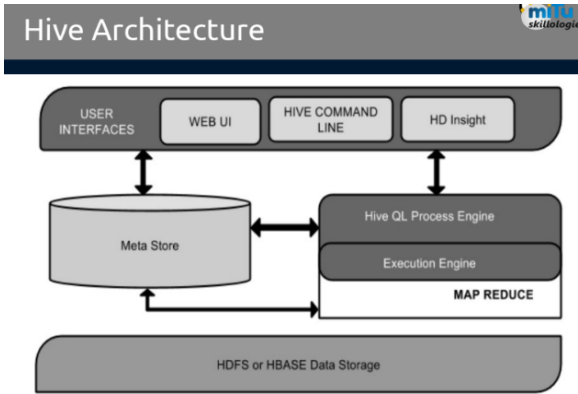 Hive Architecture
miTu
skillologies
USER
INTERFACES
WEB UI
HIVE COMMAND
LINE
HD Insight
Meta Store
Hive QL Process Engine
Execution Engine
MAP REDUCE
HDFS or HBASE Data Storage